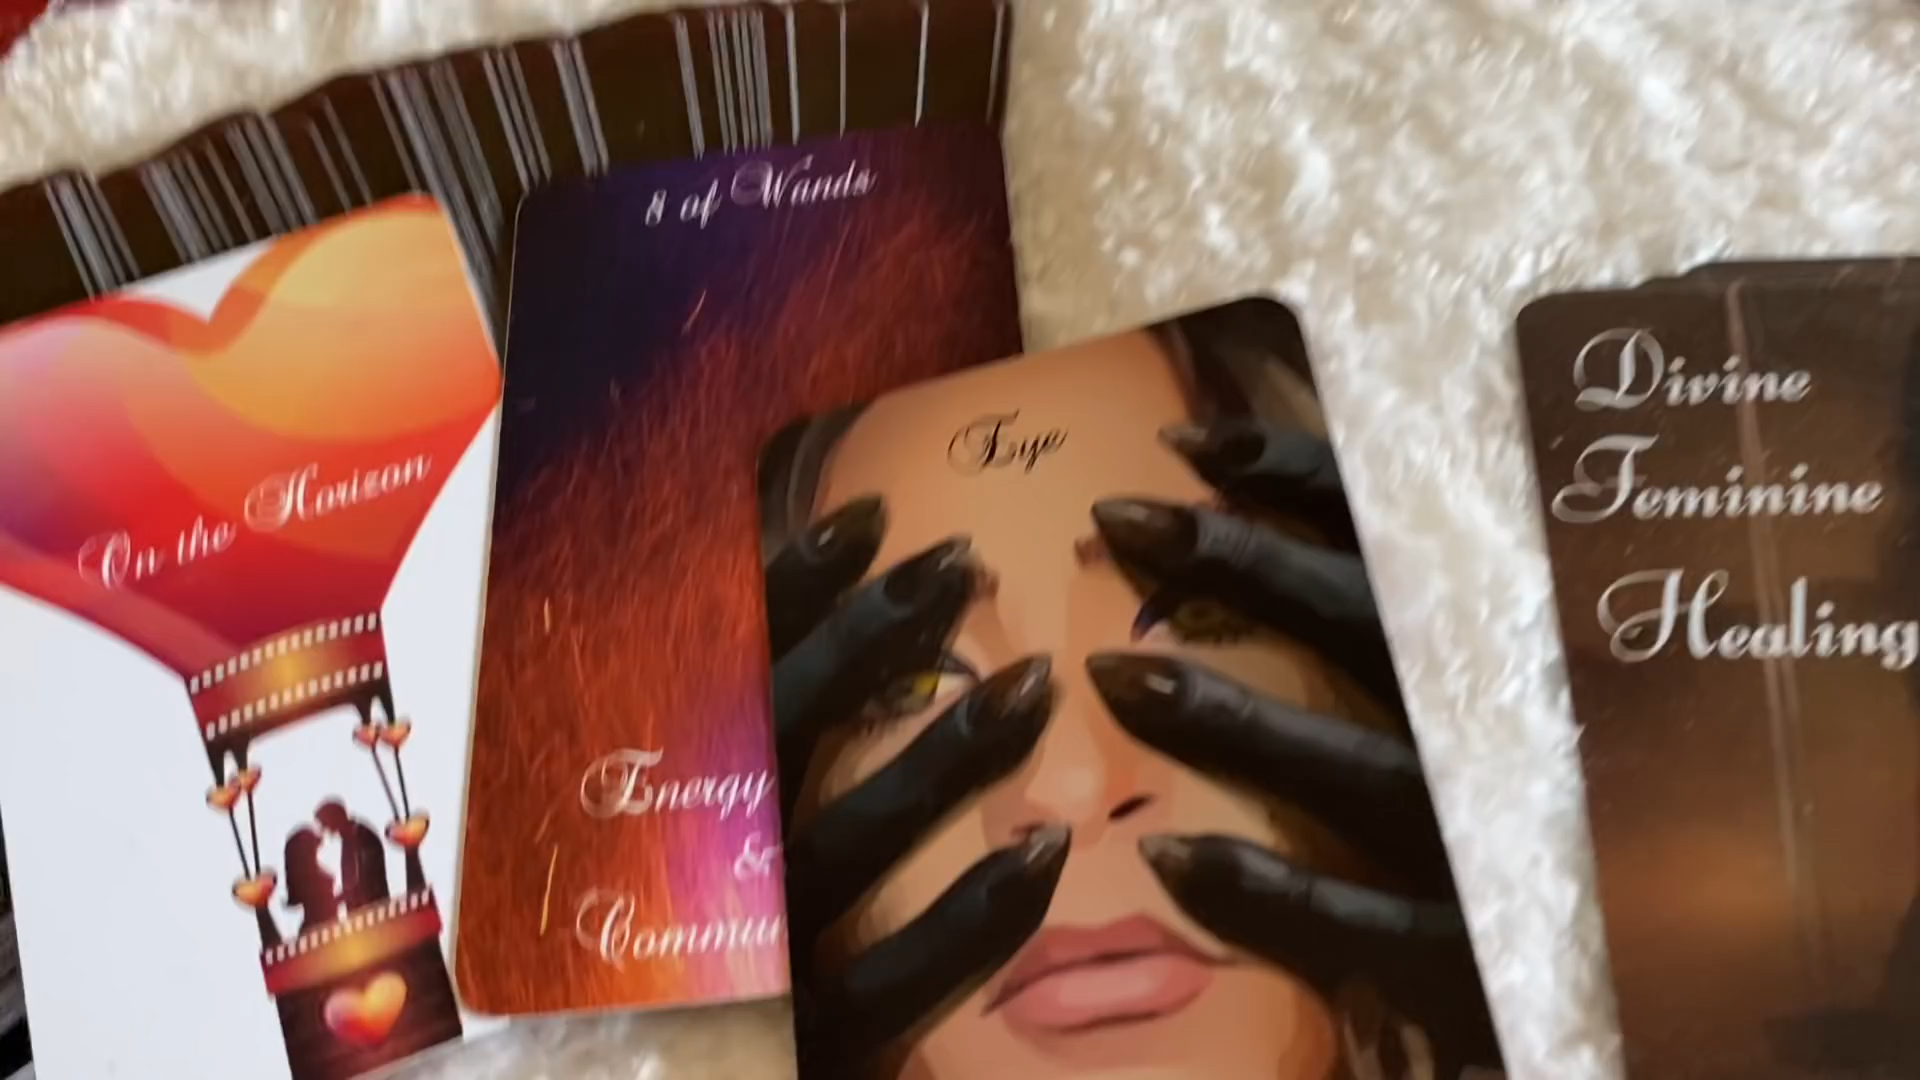 On the Horizon
8 of Wands
Energy
&
Eye
Divine
Feminine
Healing